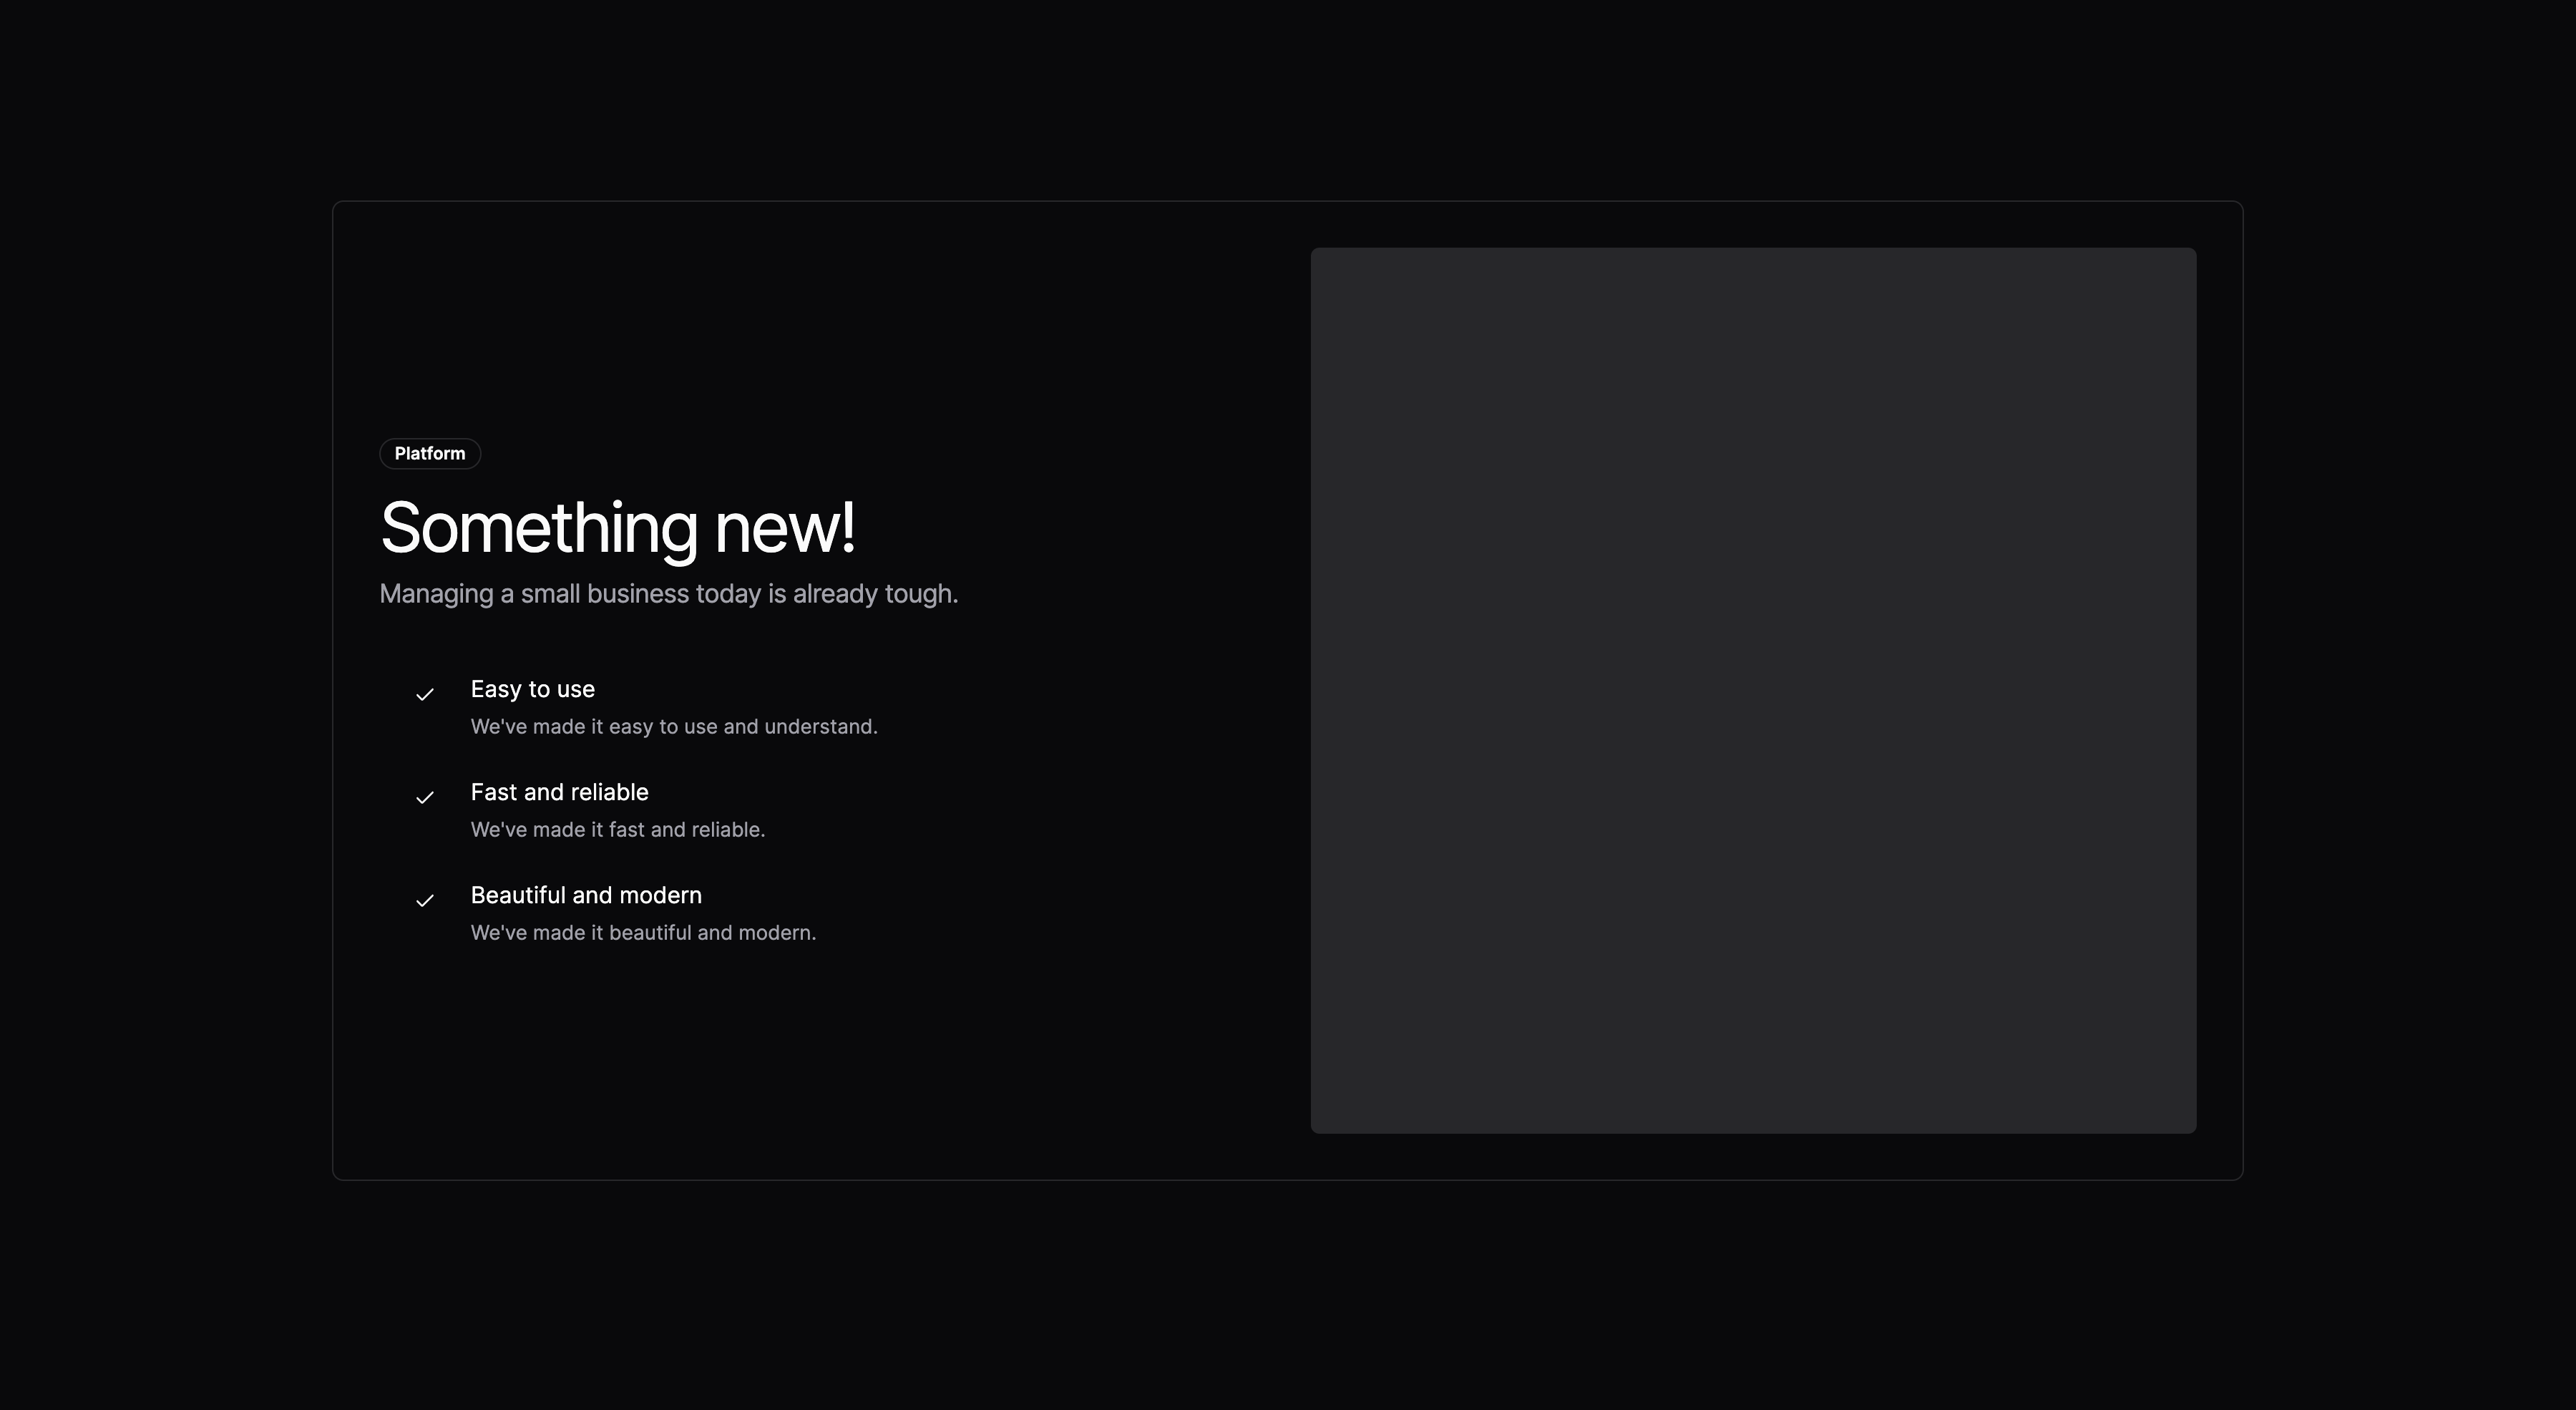 Platform
Something new!
Managing a small business today is already tough.
Easy to use
We've made it easy to use and understand.
Fast and reliable
We've made it fast and reliable.
Beautiful and modern
We've made it beautiful and modern.